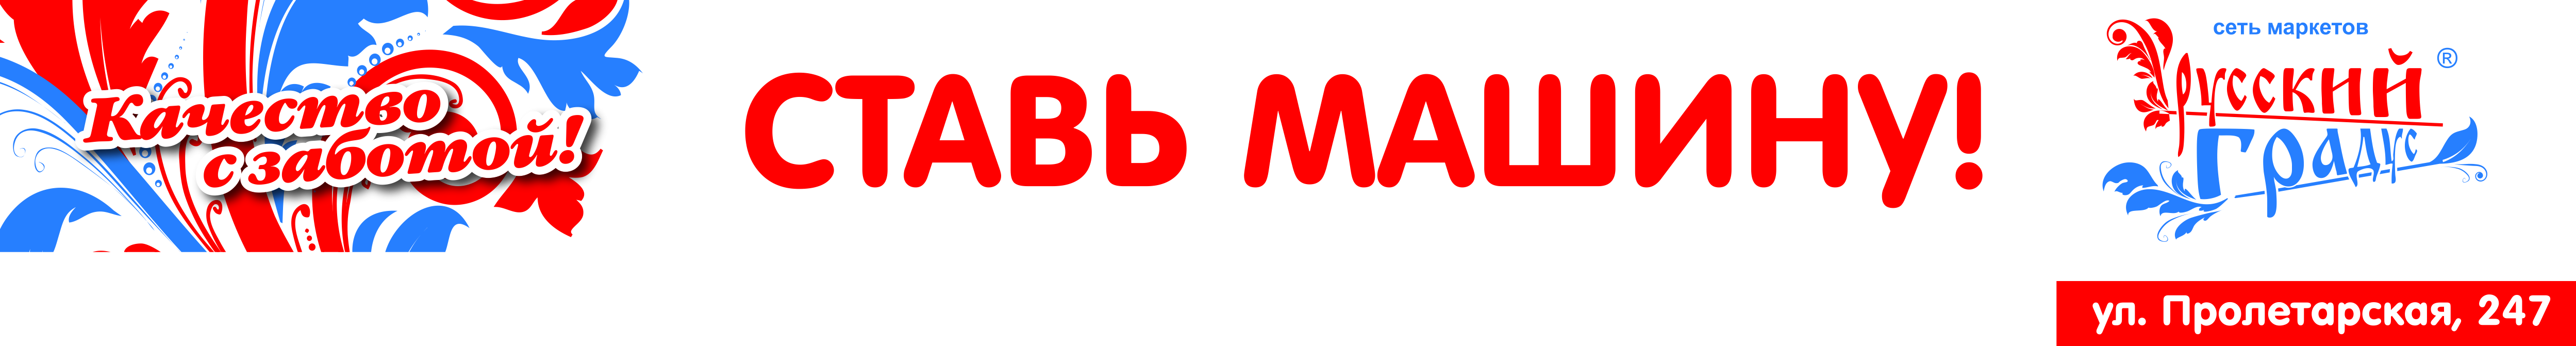 Качество
с заботой!
СТАВЬ МАШИНУ!
сеть маркетов
Русский ®
градус
ул. Пролетарская, 247